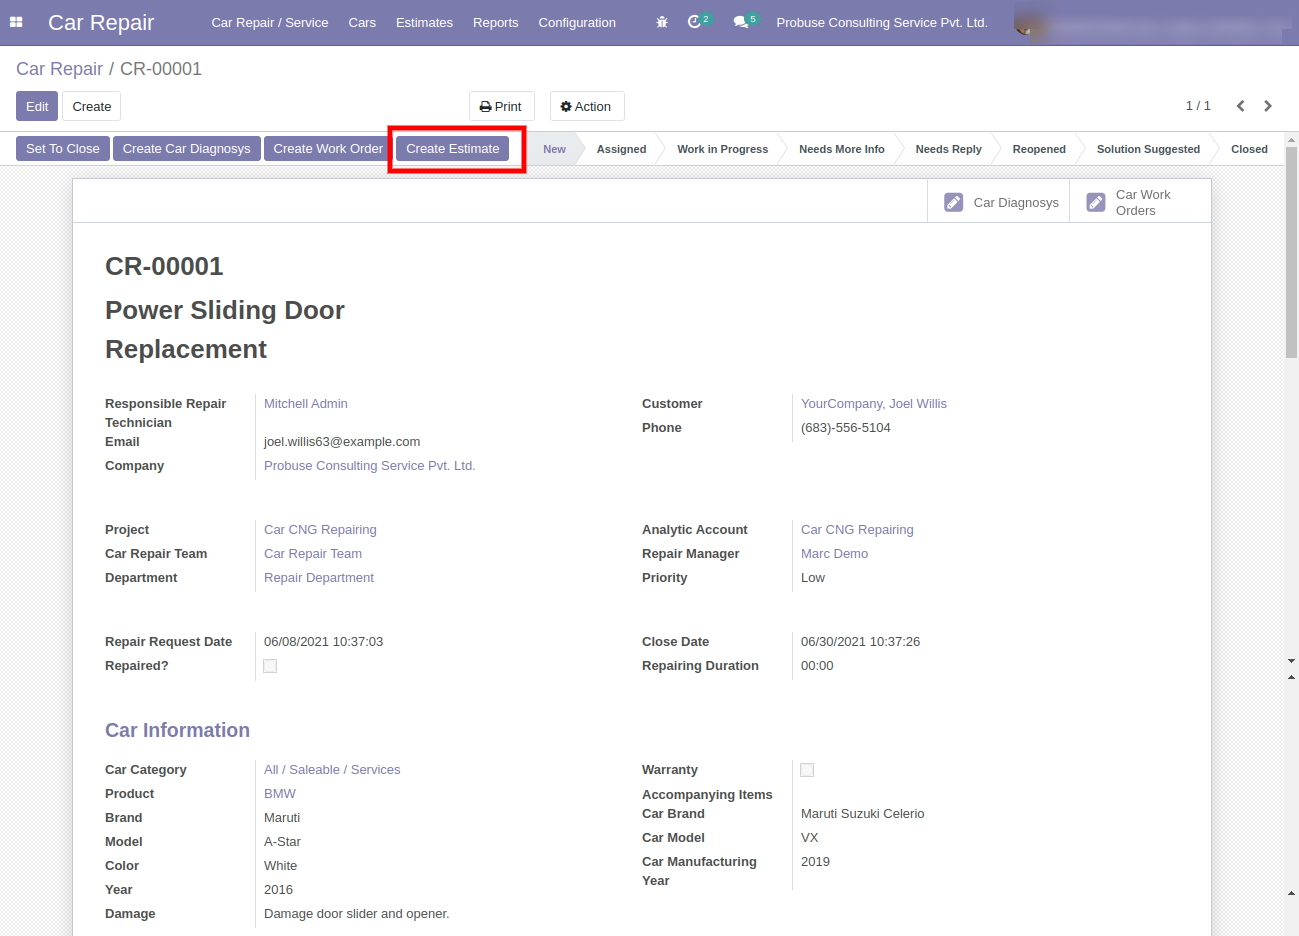 Car Repair Car Repair / Service Cars Estimates Reports Configuration 2 5 Probuse Consulting Service Pvt. Ltd.
Car Repair / CR-00001
Edit Create Print Action 1 / 1
Set To Close Create Car Diagnosys Create Work Order Create Estimate New Assigned Work in Progress Needs More Info Needs Reply Reopened Solution Suggested Closed
Car Diagnosys Car Work
Orders
CR-00001
Power Sliding Door
Replacement
Responsible Repair Mitchell Admin Customer YourCompany, Joel Willis
Technician
Phone (683)-556-5104
Email joel.willis63@example.com
Company Probuse Consulting Service Pvt. Ltd.
Project Car CNG Repairing Analytic Account Car CNG Repairing
Car Repair Team Car Repair Team Repair Manager Marc Demo
Department Repair Department Priority Low
Repair Request Date 06/08/2021 10:37:03 Close Date 06/30/2021 10:37:26
Repaired? Repairing Duration 00:00
Car Information
Car Category All / Saleable / Services Warranty
Product BMW Accompanying Items
Brand Maruti Car Brand Maruti Suzuki Celerio
Model A-Star Car Model VX
Color White Car Manufacturing 2019
Year
Year 2016
Damage Damage door slider and opener.